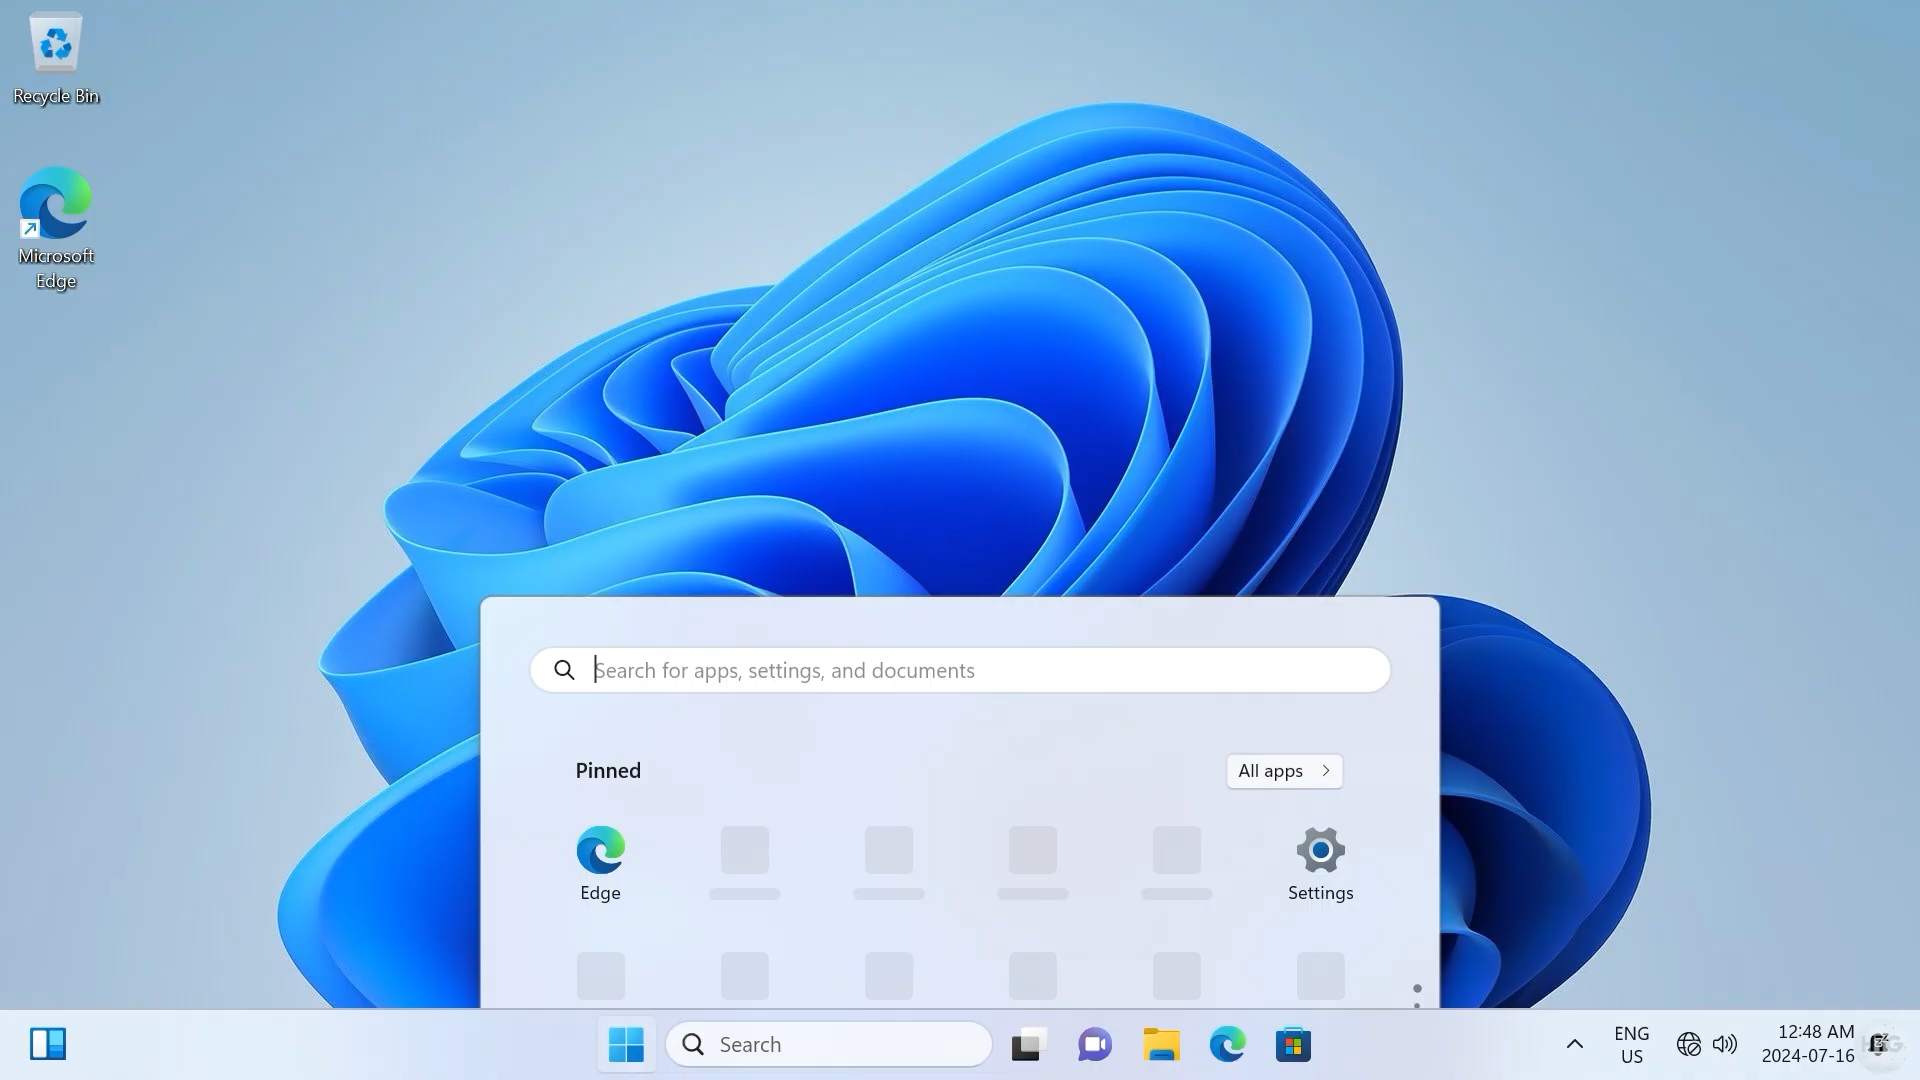 Recycle Bin
Microsoft
Edge
Search for apps, settings, and documents
Pinned
All apps
Edge
Settings
Search
ENG
US
12:48 AM
2024-07-16